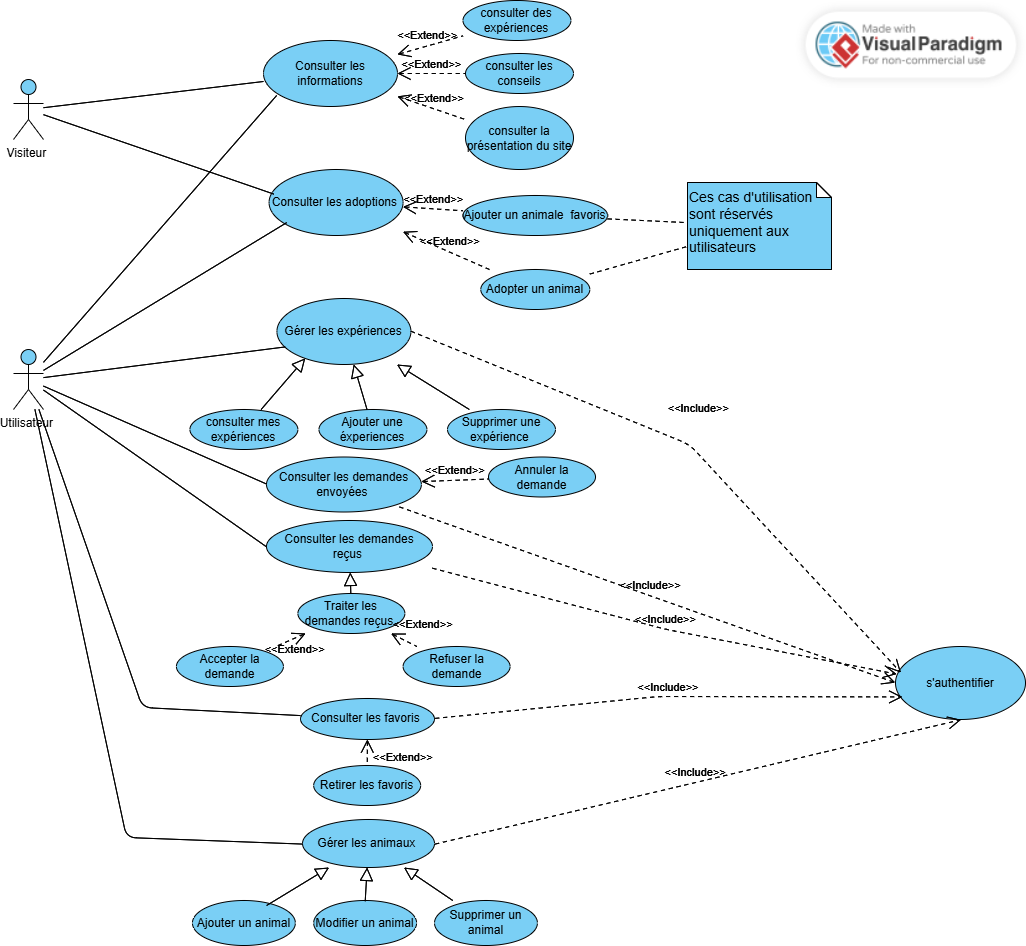 consulter des
expériences
Made with
Visual Paradigm
For non-commercial use
<<Extend>>
Consulter les
informations
<<Extend>>
consulter les
conseils
<<Extend>>
consulter la
présentation du site
Visiteur
Consulter les adoptions
<<Extend>>
Ajouter un animale favoris
Ces cas d'utilisation
sont réservés
uniquement aux
utilisateurs
<<Extend>>
Adopter un animal
Gérer les expériences
Utilisateur
<<Include>>
consulter mes
expériences
Ajouter une
éxperiences
Supprimer une
expérience
Consulter les demandes
envoyées
<<Extend>>
Annuler la
demande
Consulter les demandes
reçus
<<Include>>
Traiter les
demandes reçus
<<Extend>>
<<Include>>
<<Extend>>
Accepter la
demande
Refuser la
demande
s'authentifier
<<Include>>
Consulter les favoris
<<Extend>>
<<Include>>
Retirer les favoris
Gérer les animaux
Ajouter un animal
Modifier un animal
Supprimer un
animal